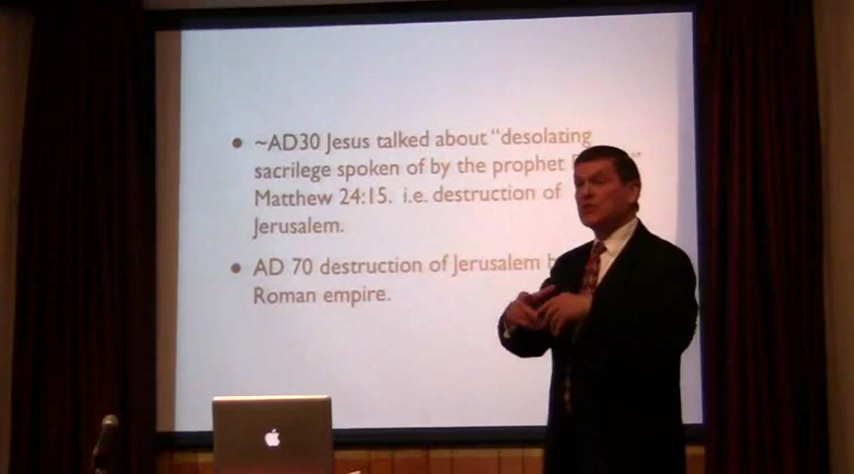 • ~AD30 Jesus talked about "desolating
sacrilege spoken of by the prophet
Matthew 24:15. i.e. destruction of
Jerusalem.
• AD 70 destruction of Jerusalem
Roman empire.